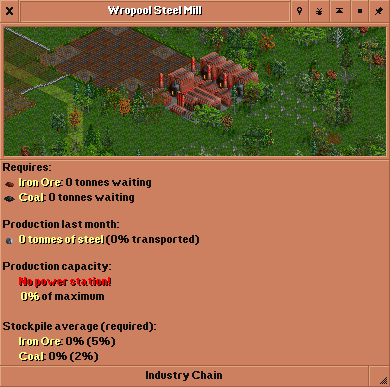 Wropool Steel Mill
Requires:
Iron Ore: 0 tonnes waiting
Coal: 0 tonnes waiting
Production last month:
0 tonnes of steel (0% transported)
Production capacity:
No power station!
0% of maximum
Stockpile average (required):
Iron Ore: 0% (5%)
Coal: 0% (2%)
Industry Chain